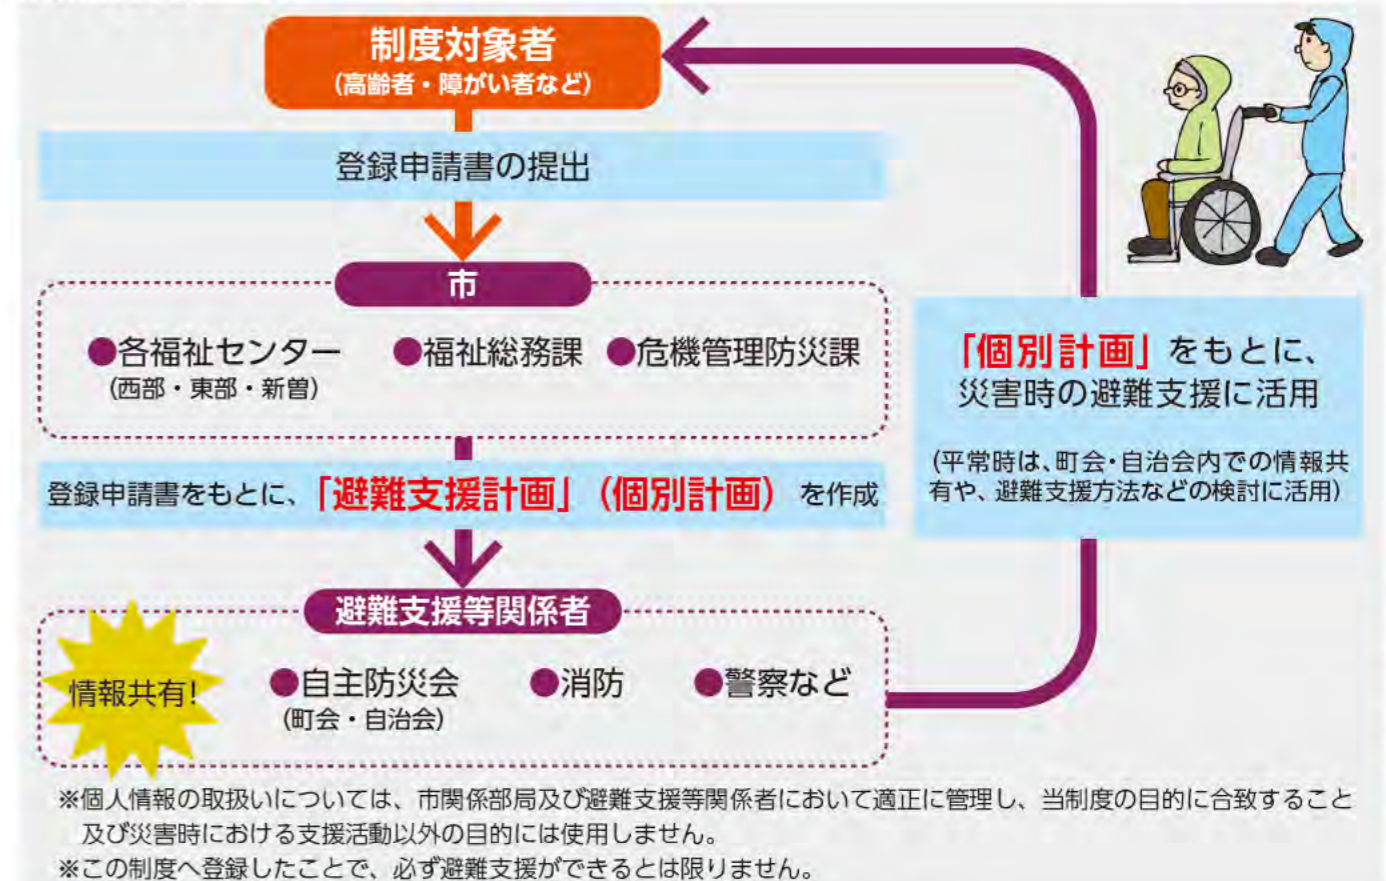 制度対象者
(高齢者・障がい者など)
登録申請書の提出
市
●各福祉センター
(西部・東部・新曽)
●福祉総務課
●危機管理防災課
登録申請書をもとに、「避難支援計画」(個別計画) を作成
避難支援等関係者
情報共有!
●自主防災会
(町会・自治会)
●消防
●警察など
「個別計画」をもとに、
災害時の避難支援に活用
(平常時は、町会・自治会内での情報共
有や、避難支援方法などの検討に活用)
※個人情報の取扱いについては、市関係部局及び避難支援等関係者において適正に管理し、当制度の目的に合致すること
及び災害時における支援活動以外の目的には使用しません。
※この制度へ登録したことで、必ず避難支援ができるとは限りません。